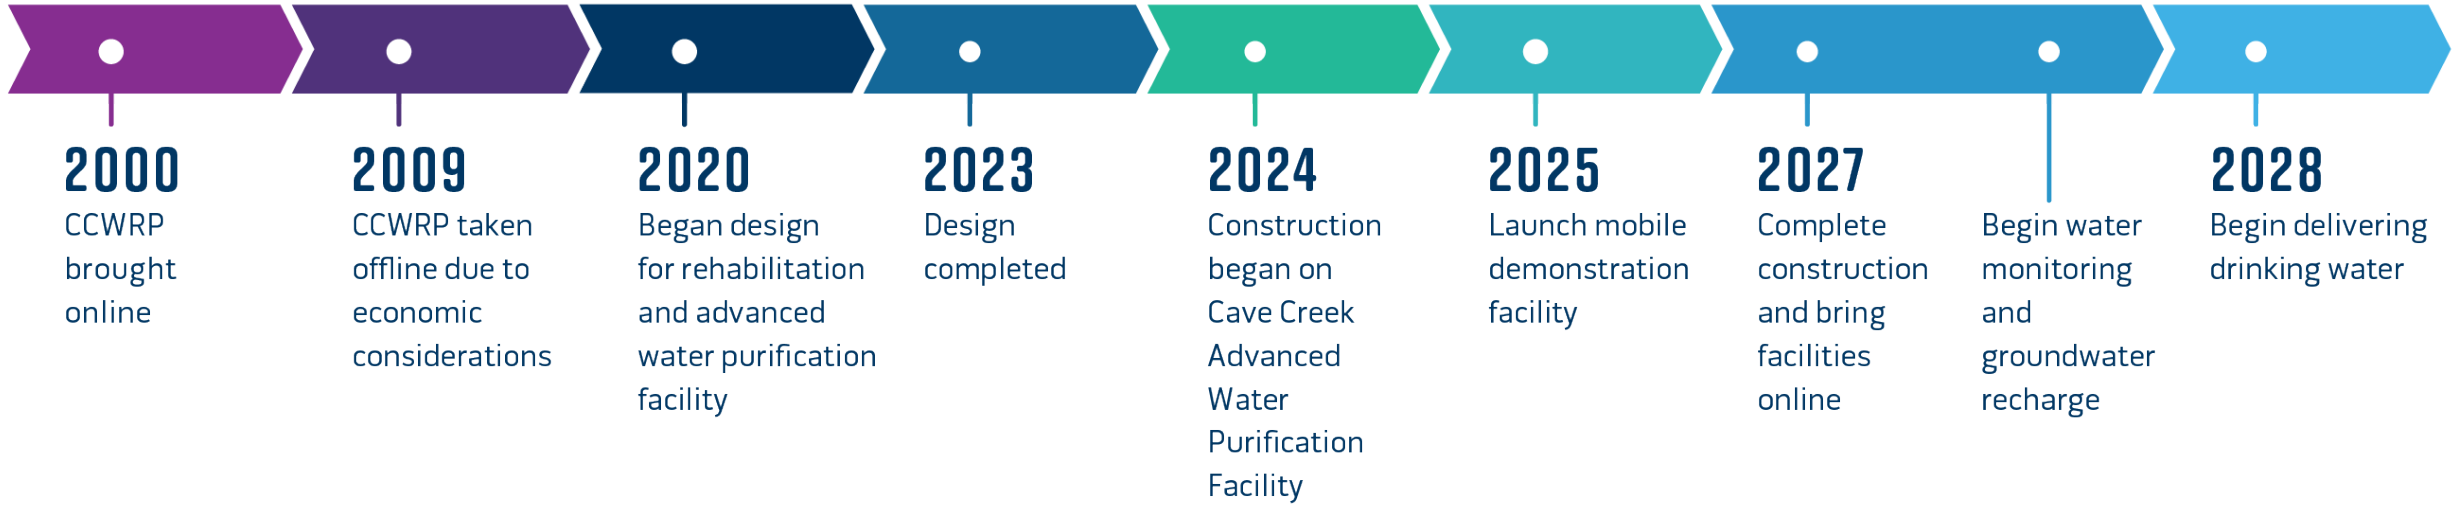 2000
CCWRP
brought
online
2009
CCWRP taken
offline due to
economic
considerations
2020
Began design
for rehabilitation
and advanced
water purification
facility
2023
Design
completed
2024
Construction
began on
Cave Creek
Advanced
Water
Purification
Facility
2025
Launch mobile
demonstration
facility
2027
Complete
construction
and bring
facilities
online
Begin water
monitoring
and
groundwater
recharge
2028
Begin delivering
drinking water